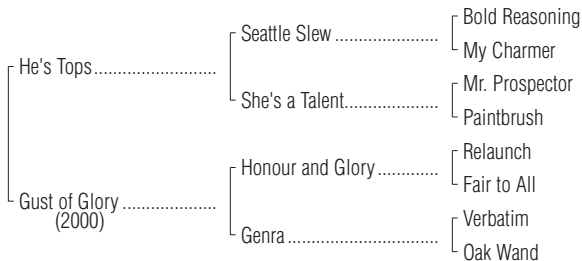 Bold Reasoning
Seattle Slew ....................
My Charmer
He's Tops........................
Mr. Prospector
She's a Talent..................
Paintbrush
Relaunch
Honour and Glory ............
Fair to All
Gust of Glory ..................
(2000)
Verbatim
Genra .............................
Oak Wand